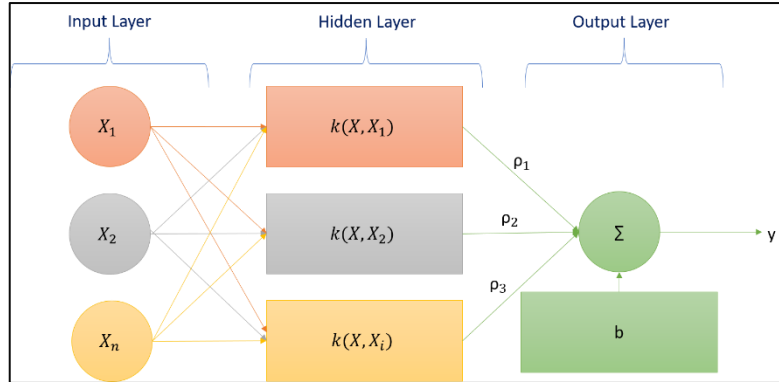 Input Layer
Hidden Layer
Output Layer
X₁
k(X, X₁)
ρ₁
X₂
k(X, X₂)
ρ₂
Σ
y
ρ₃
Xₙ
k(X, Xᵢ)
b